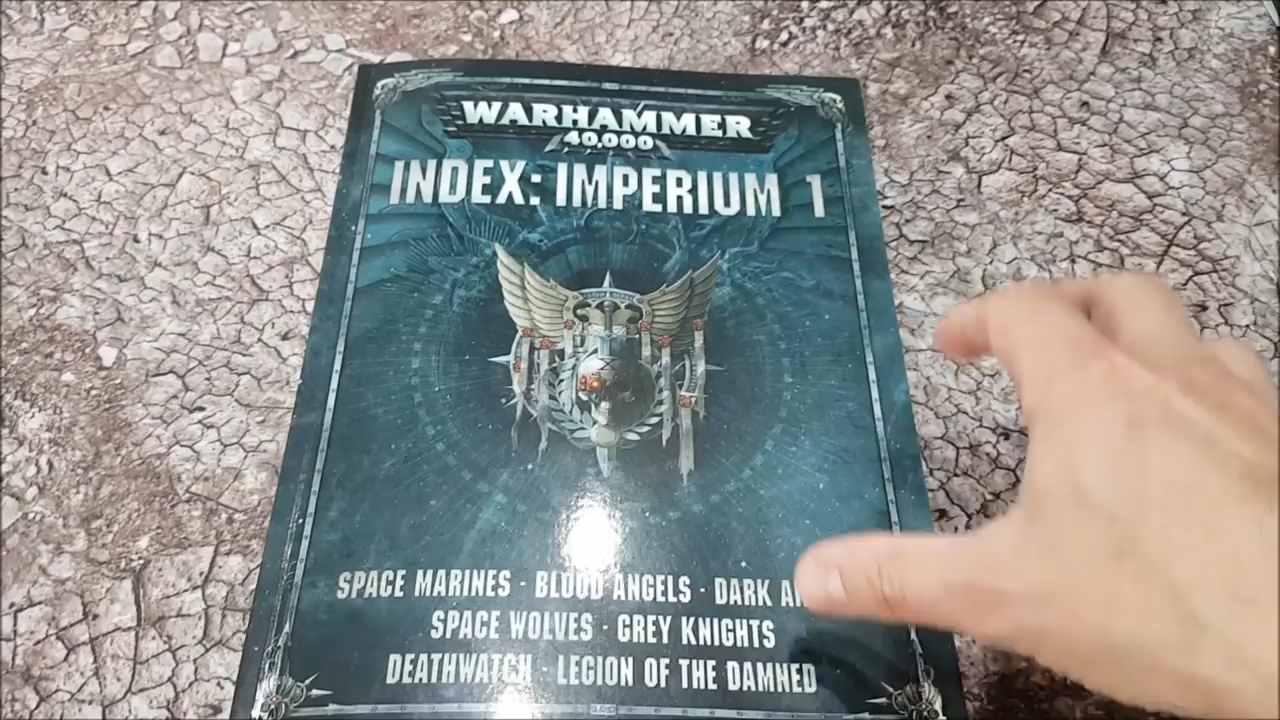 WARHAMMER
40,000
INDEX: IMPERIUM 1
SPACE MARINES · BLOOD ANGELS · DARK
SPACE WOLVES · GREY KNIGHTS
DEATHWATCH · LEGION OF THE DAMNED